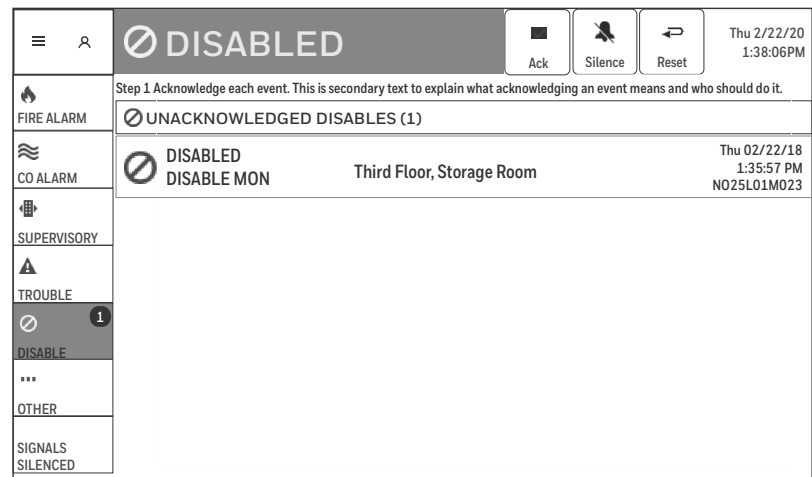 DISABLED
Ack
Silence
Reset
Thu 2/22/20
1:38:06PM
Step 1 Acknowledge each event. This is secondary text to explain what acknowledging an event means and who should do it.
FIRE ALARM
UNACKNOWLEDGED DISABLES (1)
CO ALARM
DISABLED
DISABLE MON
Third Floor, Storage Room
Thu 02/22/18
1:35:57 PM
N025L01M023
SUPERVISORY
TROUBLE
1
DISABLE
OTHER
SIGNALS
SILENCED